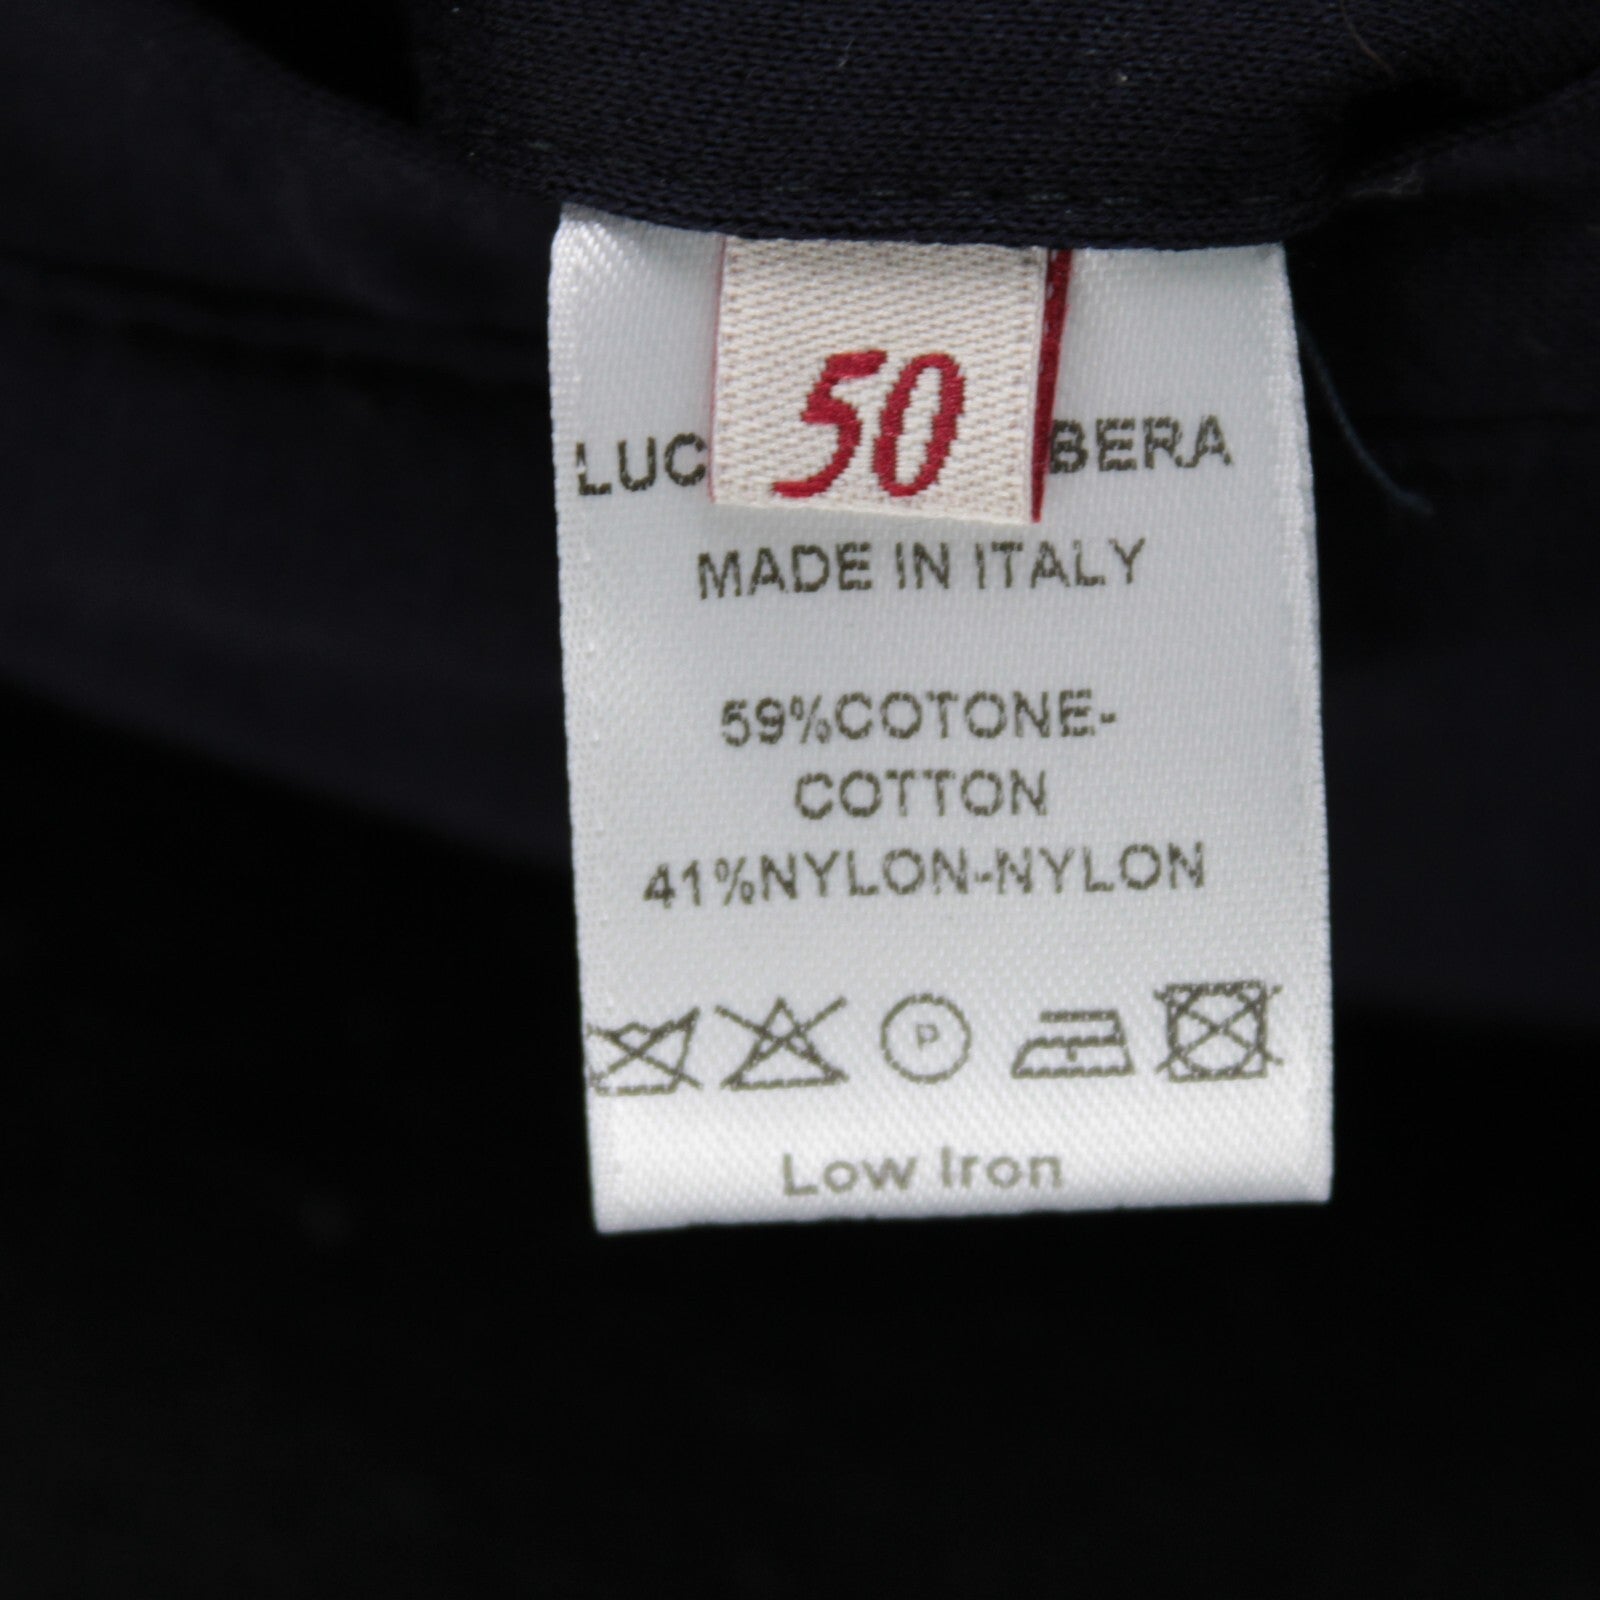 50
LUC BERA
MADE IN ITALY
59%COTONE-
COTTON
41%NYLON-NYLON
P
Low Iron